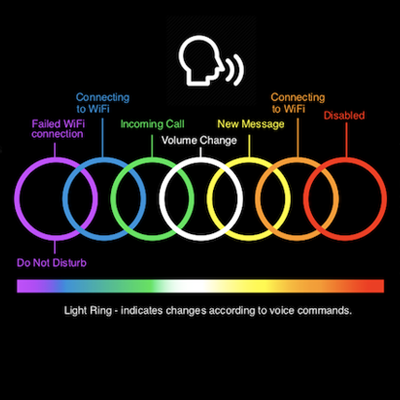 Connecting
to WiFi
Connecting
to WiFi
Failed WiFi
connection
Incoming Call
New Message
Disabled
Volume Change
Do Not Disturb
Light Ring - indicates changes according to voice commands.